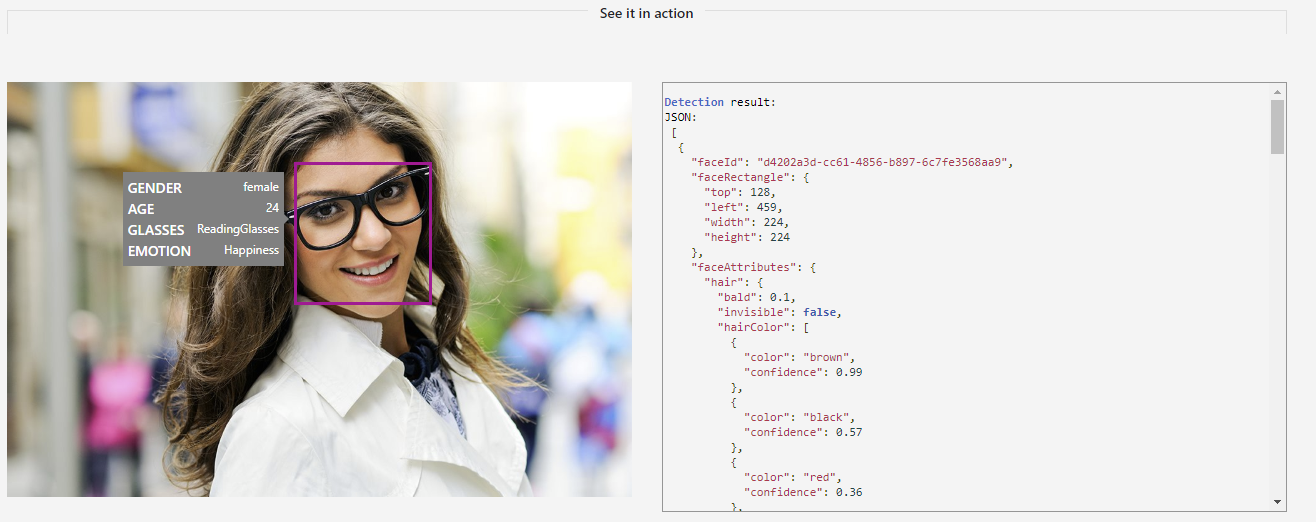 See it in action
GENDER female
AGE 24
GLASSES ReadingGlasses
EMOTION Happiness
Detection result:
JSON:
[
{
"faceId": "d4202a3d-cc61-4856-b897-6c7fe3568aa9",
"faceRectangle": {
"top": 128,
"left": 459,
"width": 224,
"height": 224
},
"faceAttributes": {
"hair": {
"bald": 0.1,
"invisible": false,
"hairColor": [
{
"color": "brown",
"confidence": 0.99
},
{
"color": "black",
"confidence": 0.57
},
{
"color": "red",
"confidence": 0.36
},